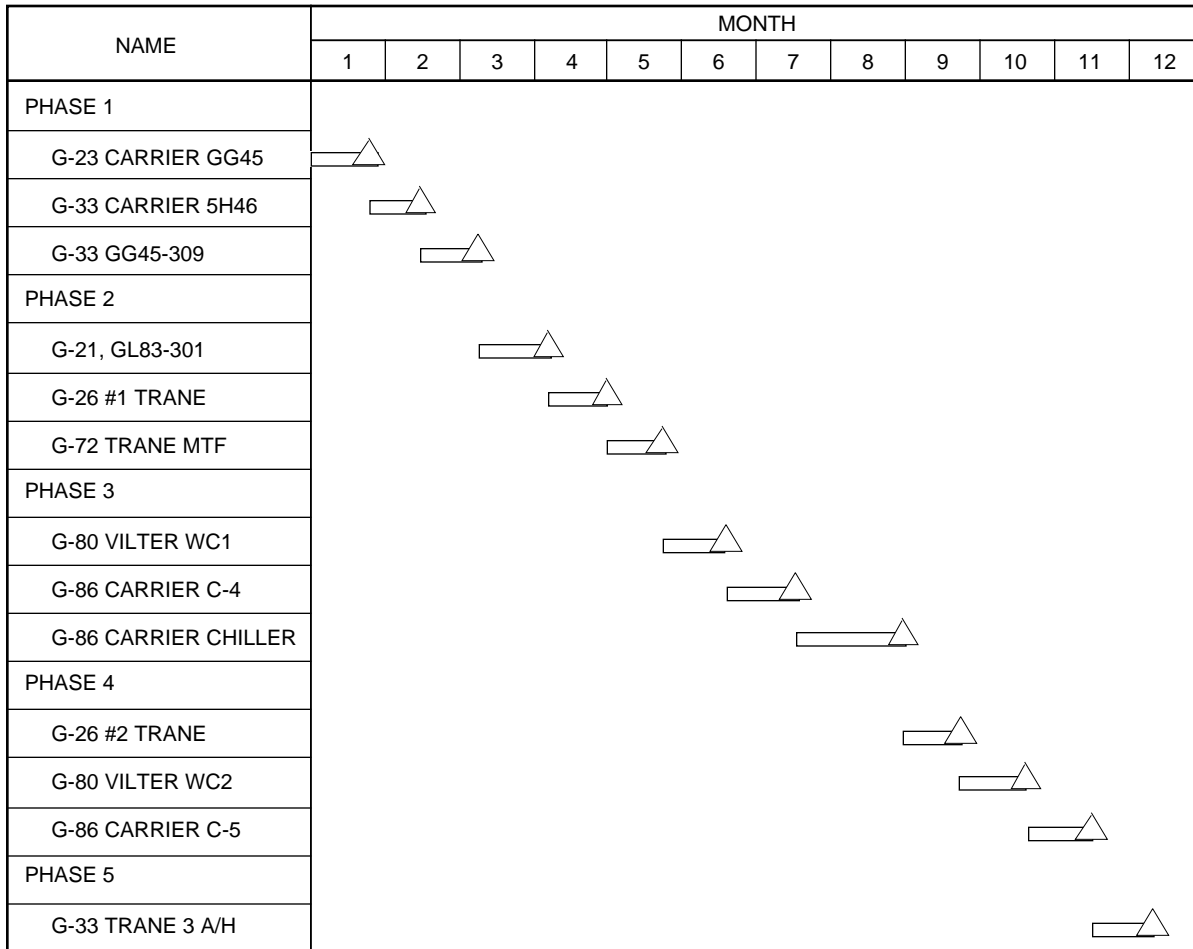 NAME
MONTH
1 2 3 4 5 6 7 8 9 10 11 12
PHASE 1
G-23 CARRIER GG45
G-33 CARRIER 5H46
G-33 GG45-309
PHASE 2
G-21, GL83-301
G-26 #1 TRANE
G-72 TRANE MTF
PHASE 3
G-80 VILTER WC1
G-86 CARRIER C-4
G-86 CARRIER CHILLER
PHASE 4
G-26 #2 TRANE
G-80 VILTER WC2
G-86 CARRIER C-5
PHASE 5
G-33 TRANE 3 A/H